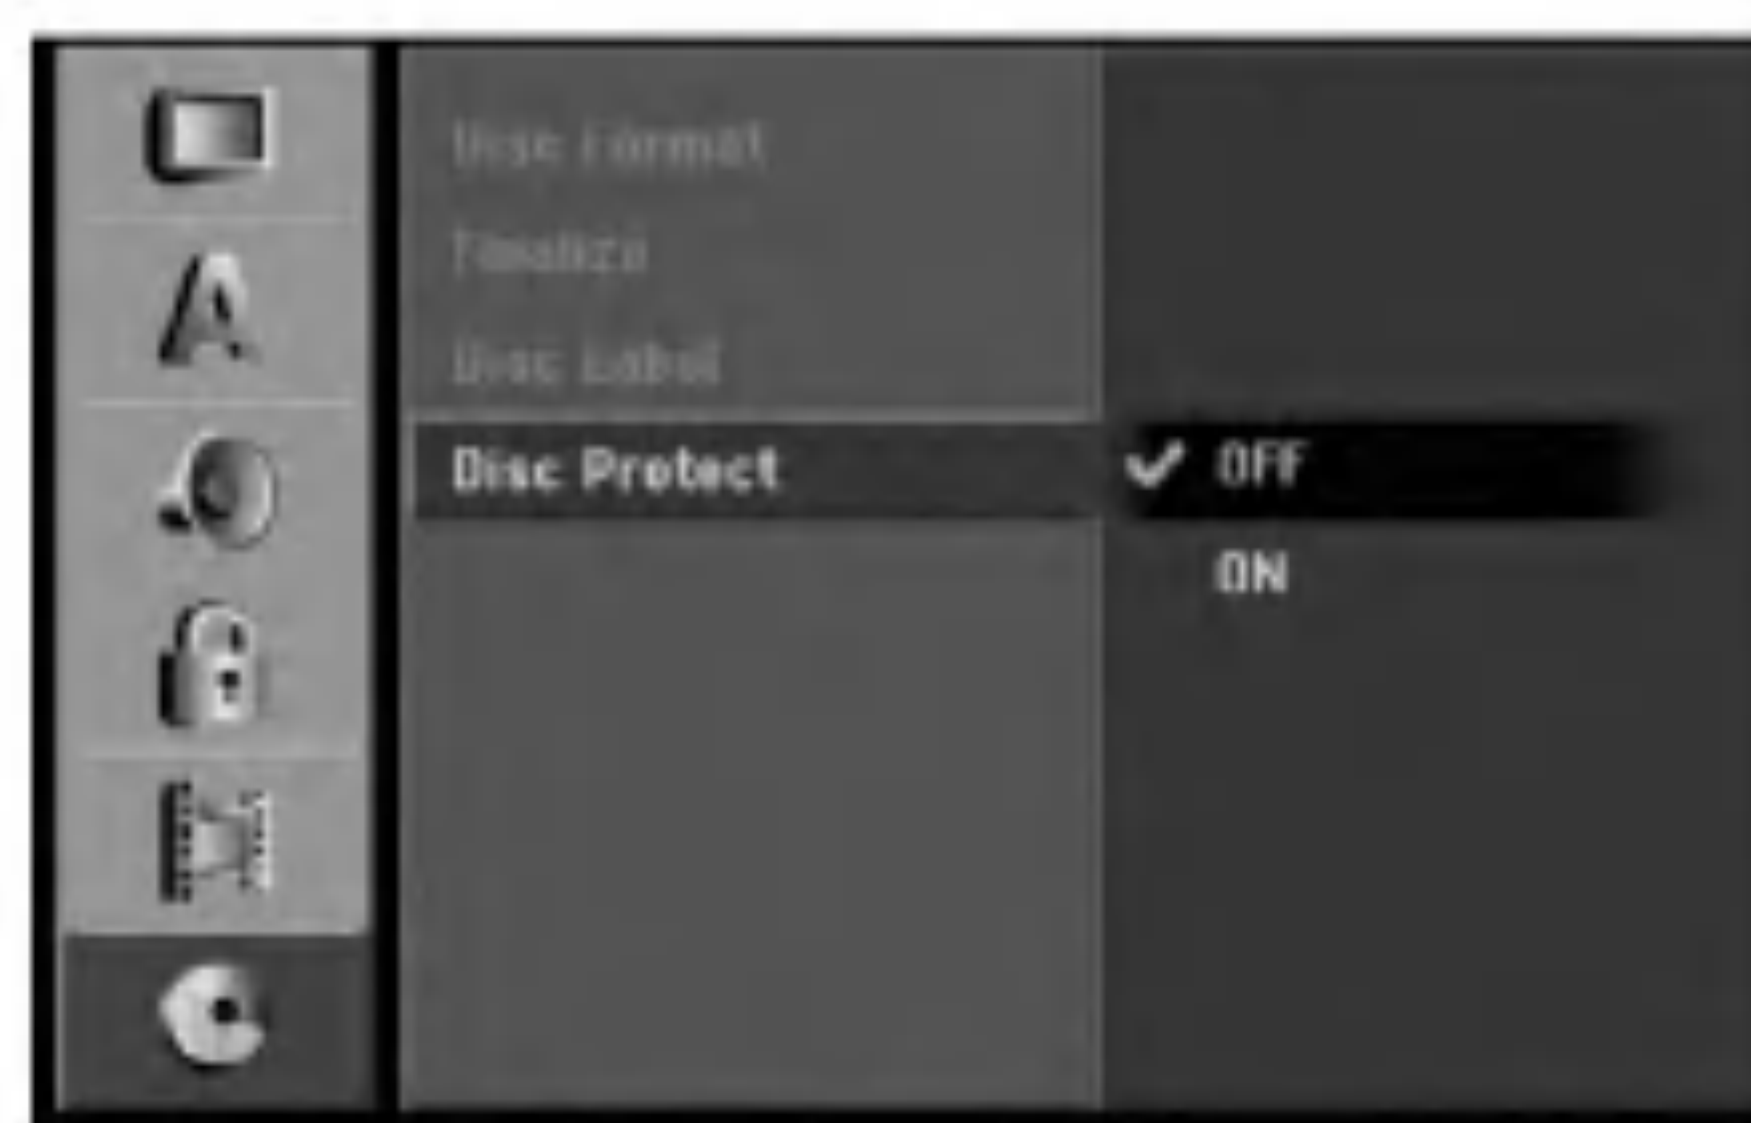 Disc Format
Finalize
Disc Label
Disc Protect
OFF
ON